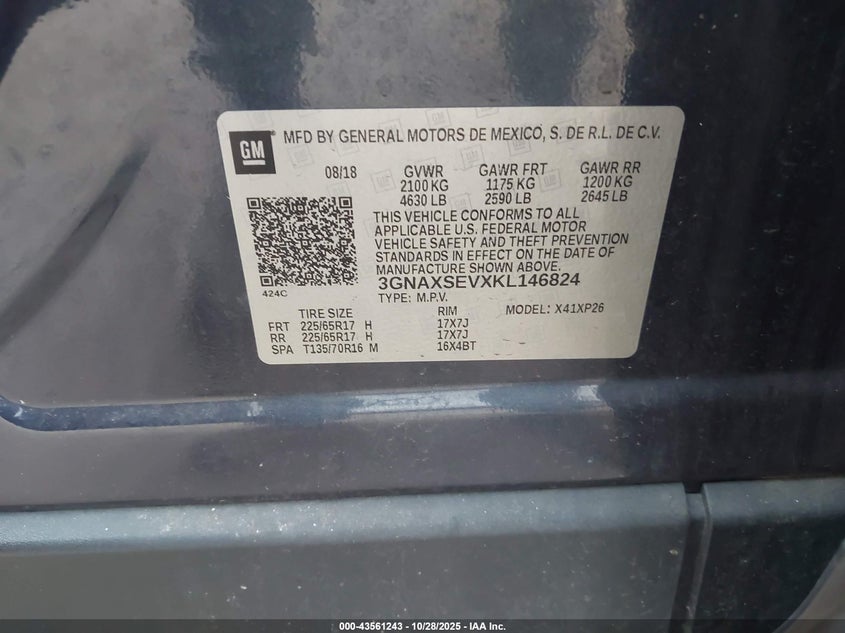 GM MFD BY GENERAL MOTORS DE MEXICO, S. DE R.L. DE C.V.
08/18 GVWR GAWR FRT GAWR RR
2100 KG 1175 KG 1200 KG
4630 LB 2590 LB 2645 LB
THIS VEHICLE CONFORMS TO ALL
APPLICABLE U.S. FEDERAL MOTOR
VEHICLE SAFETY AND THEFT PREVENTION
STANDARDS IN EFFECT ON THE DATE OF
MANUFACTURE SHOWN ABOVE.
424C 3GNAXSEVXKL146824
TYPE: M.P.V.
TIRE SIZE RIM MODEL: X41XP26
FRT 225/65R17 H 17X7J
RR 225/65R17 H 17X7J
SPA T135/70R16 M 16X4BT
000-43561243 | 10/28/2025 - IAA Inc.